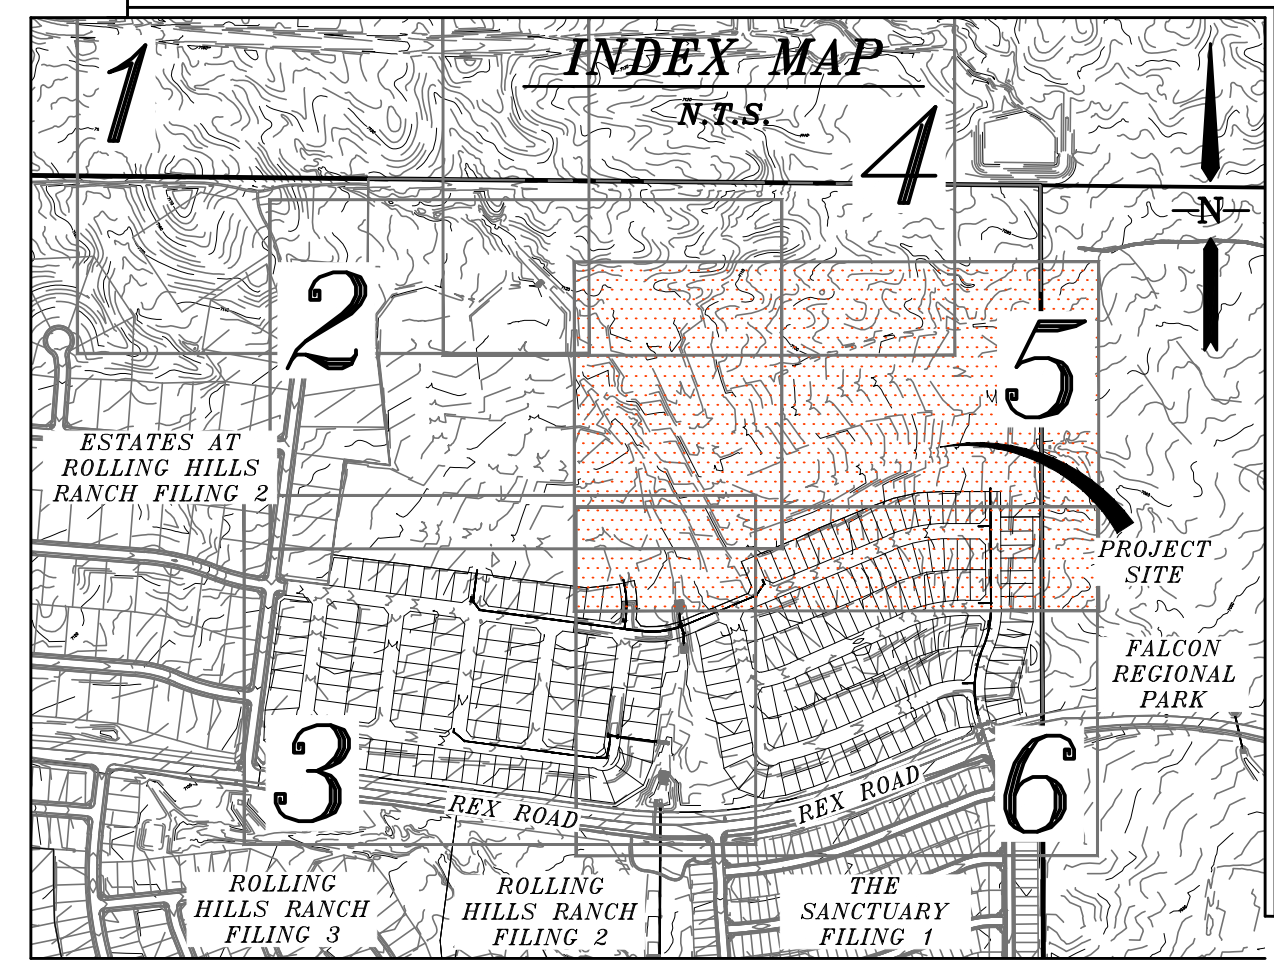 INDEX MAP
N.T.S.
1
4
N
2
5
ESTATES AT
ROLLING HILLS
RANCH FILING 2
PROJECT
SITE
FALCON
REGIONAL
PARK
3
6
REX ROAD
REX ROAD
ROLLING
HILLS RANCH
FILING 3
ROLLING
HILLS RANCH
FILING 2
THE
SANCTUARY
FILING 1